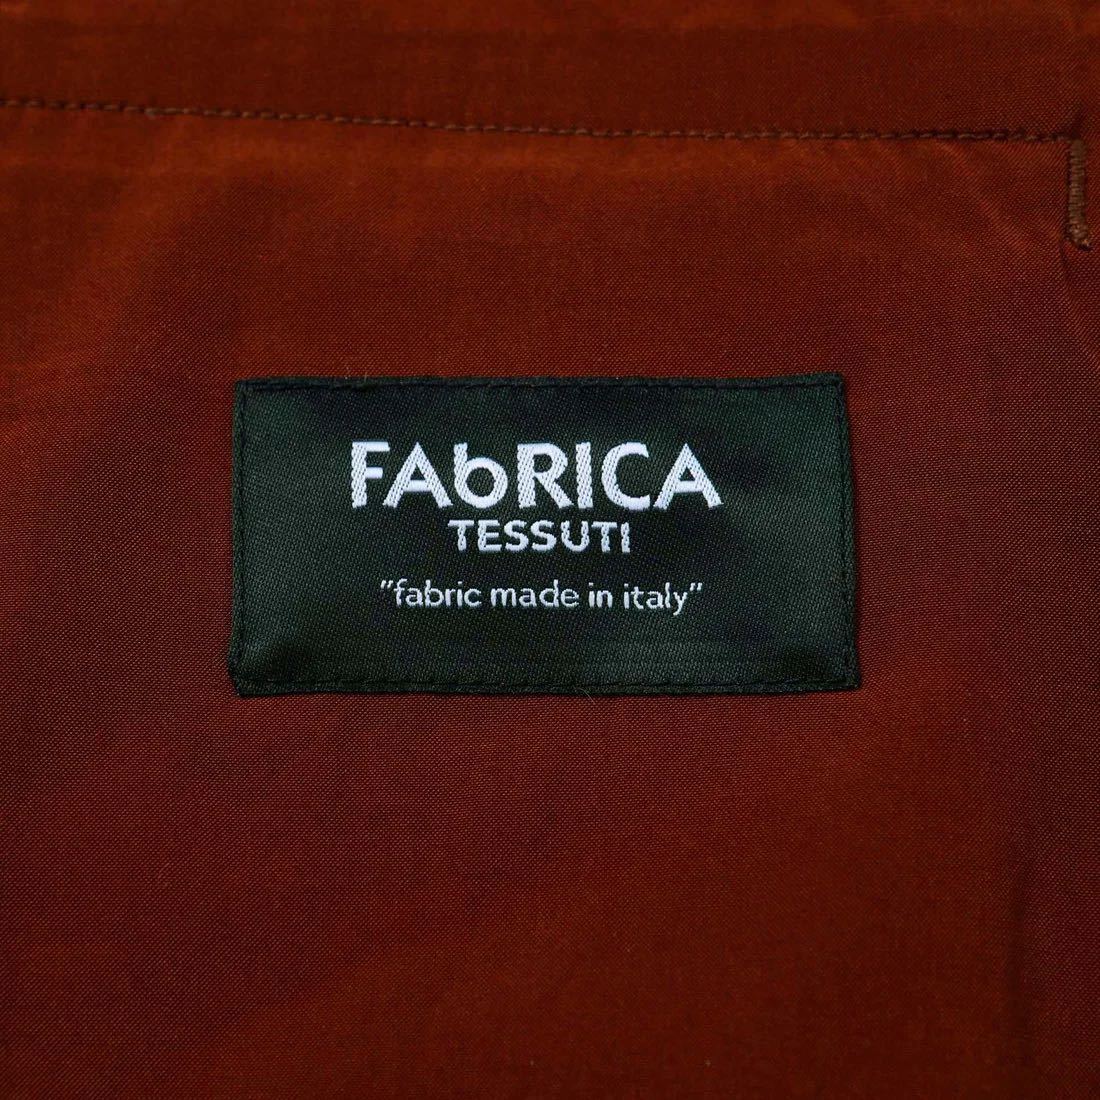 FAbRICA
TESSUTI
"fabric made in italy"